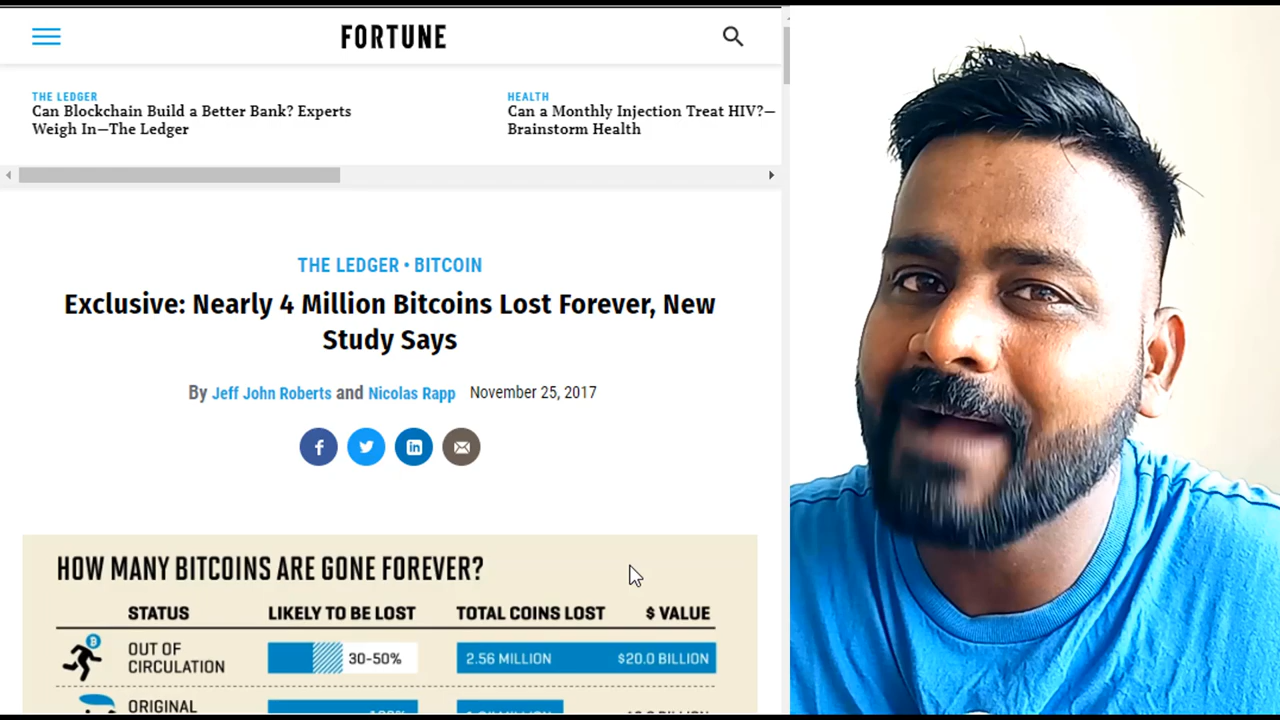 FORTUNE
THE LEDGER
Can Blockchain Build a Better Bank? Experts
Weigh In—The Ledger
HEALTH
Can a Monthly Injection Treat HIV?—
Brainstorm Health
THE LEDGER • BITCOIN
Exclusive: Nearly 4 Million Bitcoins Lost Forever, New
Study Says
By Jeff John Roberts and Nicolas Rapp November 25, 2017
HOW MANY BITCOINS ARE GONE FOREVER?
STATUS LIKELY TO BE LOST TOTAL COINS LOST $ VALUE
OUT OF
CIRCULATION
30-50% 2.56 MILLION $20.0 BILLION
ORIGINAL